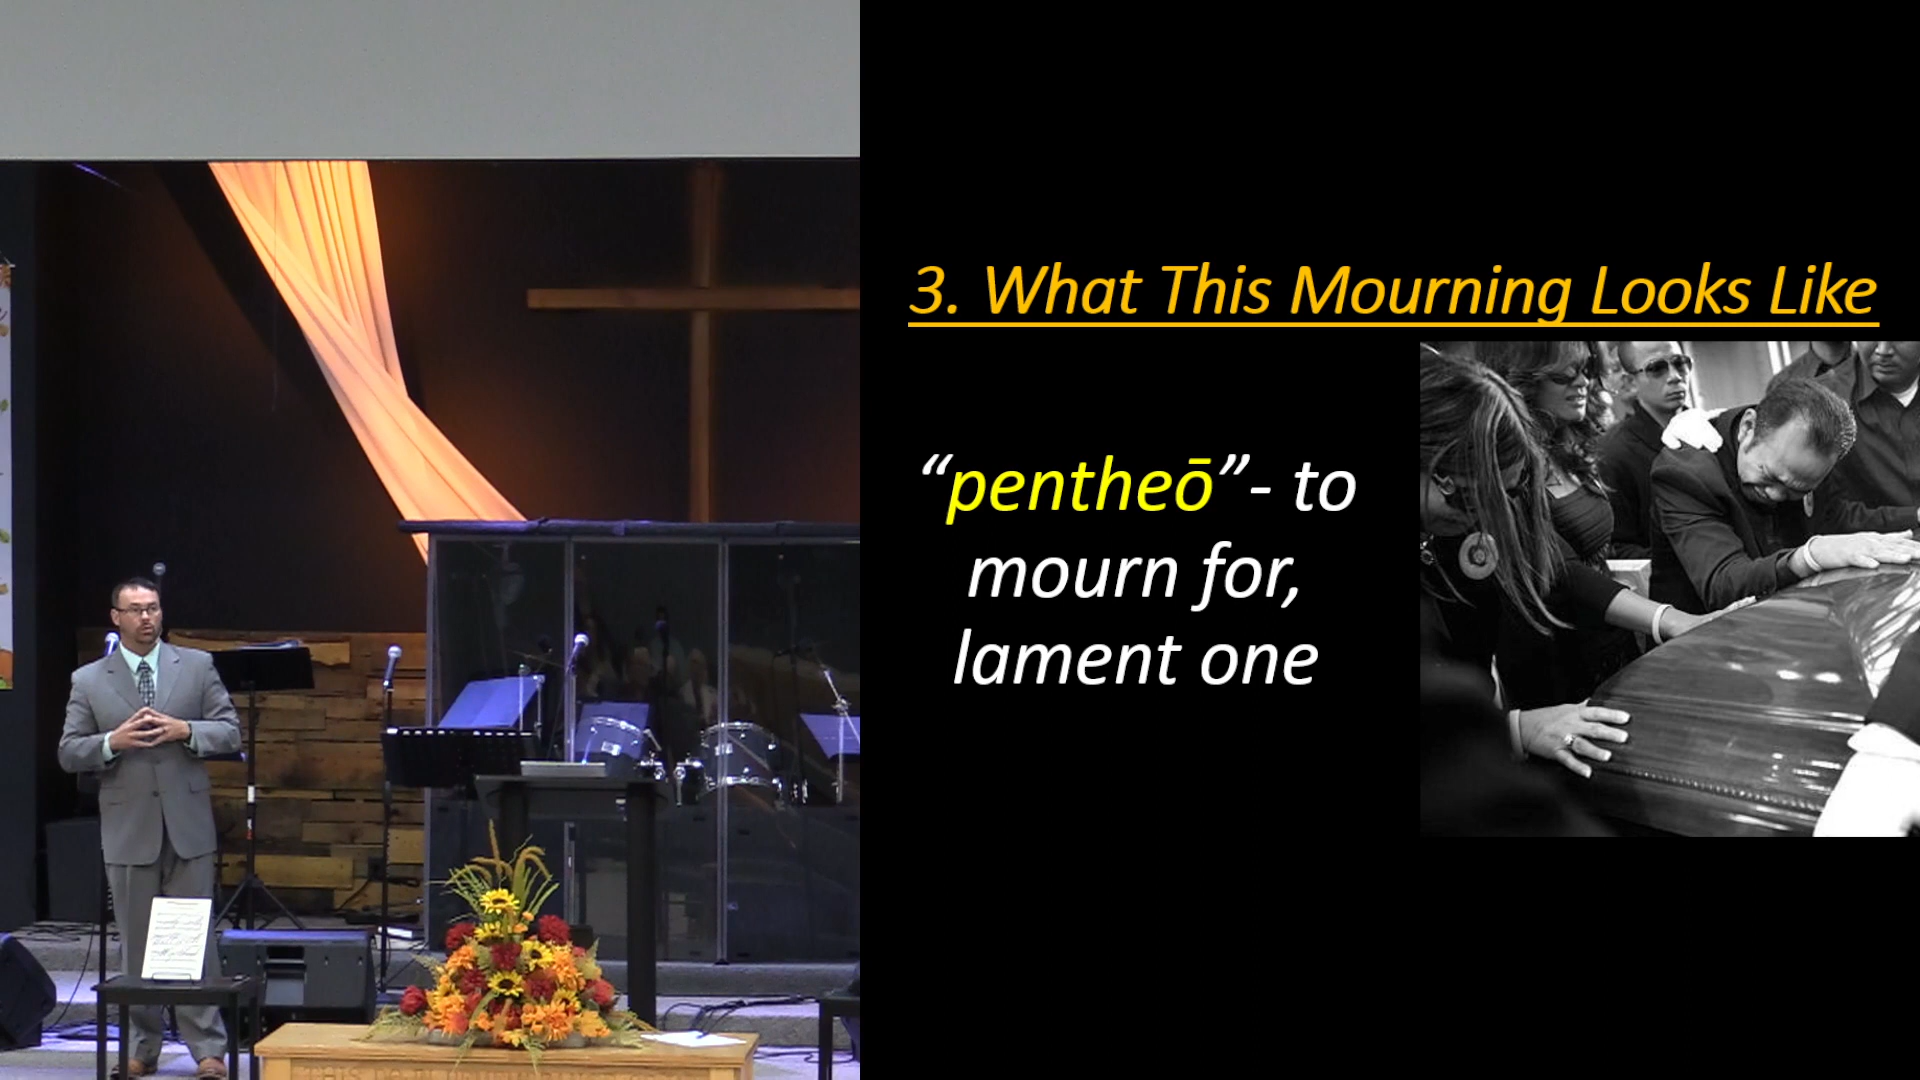 3. What This Mourning Looks Like
“pentheō”- to
mourn for,
lament one